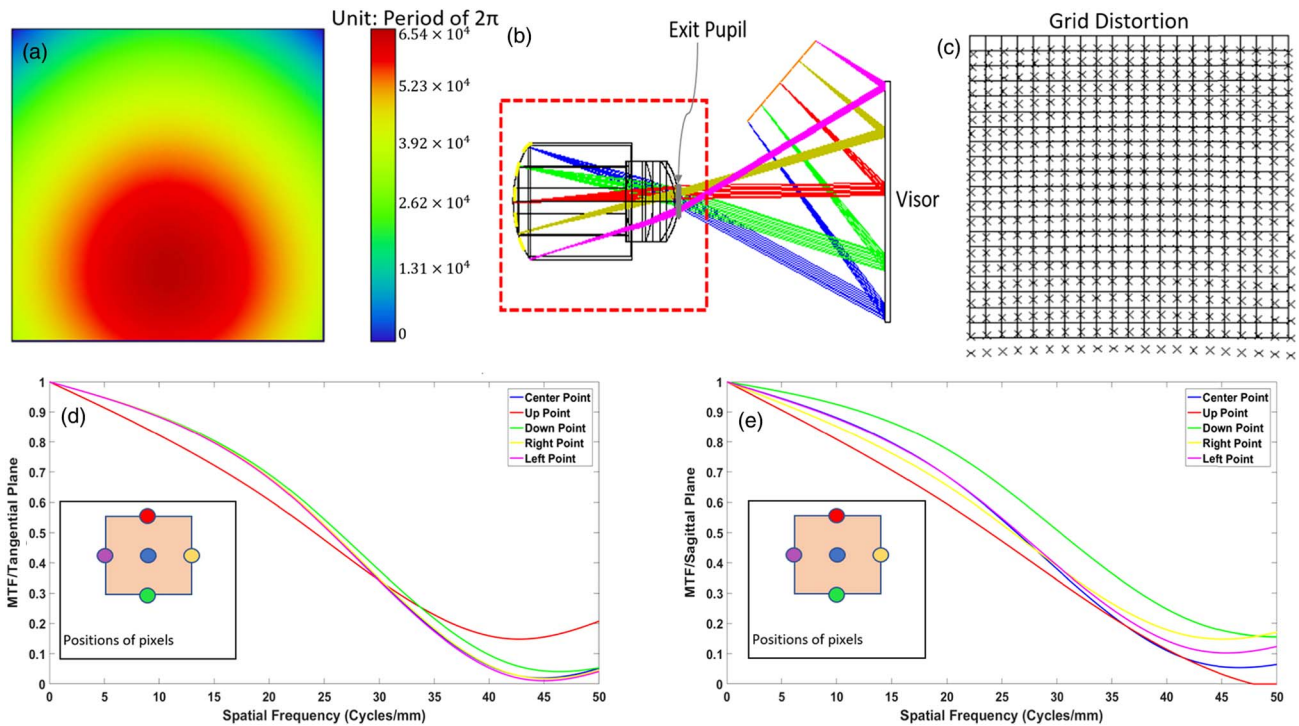 Unit: Period of 2π
(a)
6.54 × 10⁴
5.23 × 10⁴
3.92 × 10⁴
2.62 × 10⁴
1.31 × 10⁴
0
(b)
Exit Pupil
Visor
Grid Distortion
(c)
(d)
MTF/Tangential Plane
1
0.9
0.8
0.7
0.6
0.5
0.4
0.3
0.2
0.1
0
Center Point
Up Point
Down Point
Right Point
Left Point
Positions of pixels
0 5 10 15 20 25 30 35 40 45 50
Spatial Frequency (Cycles/mm)
(e)
MTF/Sagittal Plane
1
0.9
0.8
0.7
0.6
0.5
0.4
0.3
0.2
0.1
0
Center Point
Up Point
Down Point
Right Point
Left Point
Positions of pixels
0 5 10 15 20 25 30 35 40 45 50
Spatial Frequency (Cycles/mm)